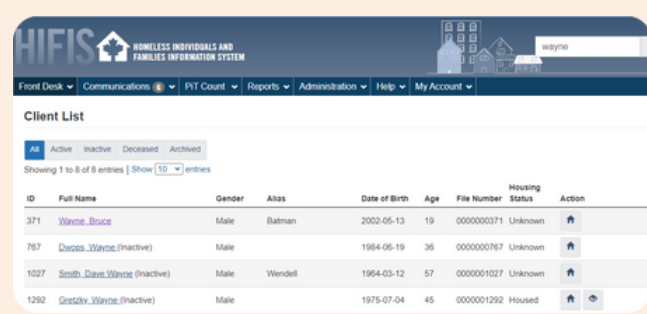 HIFIS HOMELESS INDIVIDUALS AND
FAMILIES INFORMATION SYSTEM
wayne
Front Desk Communications 6 PiT Count Reports Administration Help My Account
Client List
All Active Inactive Deceased Archived
Showing 1 to 8 of 8 entries | Show 10 entries
ID Full Name Gender Alias Date of Birth Age File Number Housing Status Action
371 Wayne, Bruce Male Batman 2002-05-13 19 0000000371 Unknown
767 Dwops, Wayne (Inactive) Male 1984-06-19 36 0000000767 Unknown
1027 Smith, Dave Wayne (Inactive) Male Wendell 1964-03-12 57 0000001027 Unknown
1292 Gretzky, Wayne (Inactive) Male 1975-07-04 45 0000001292 Housed